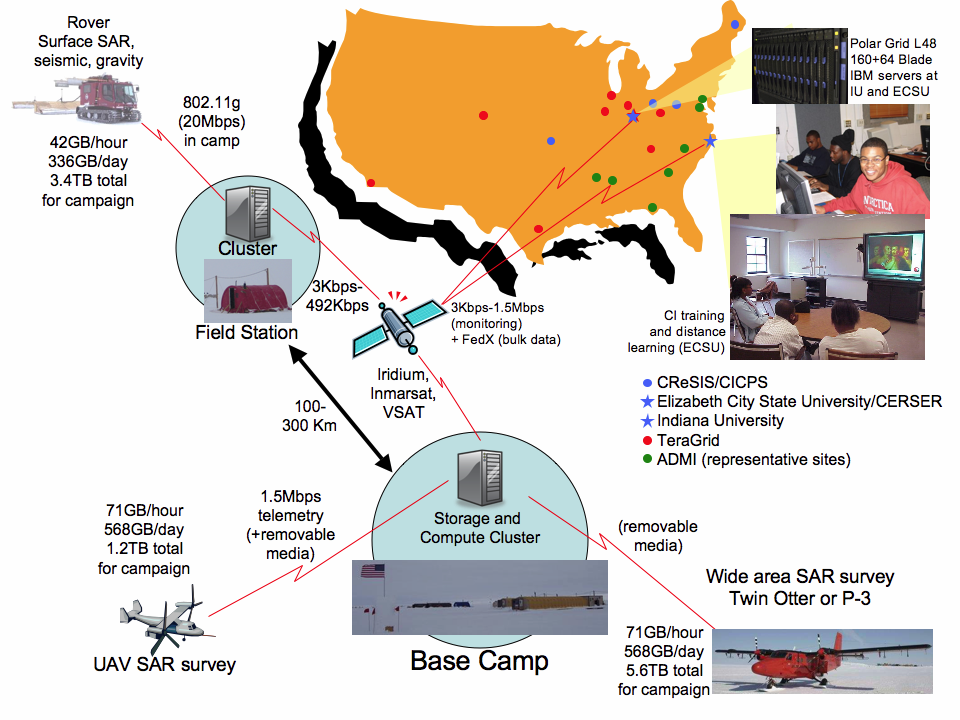 Rover
Surface SAR,
seismic, gravity
802.11g
(20Mbps)
in camp
42GB/hour
336GB/day
3.4TB total
for campaign
Polar Grid L48
160+64 Blade
IBM servers at
IU and ECSU
Cluster
Field Station
3Kbps-
492Kbps
3Kbps-1.5Mbps
(monitoring)
+ FedX (bulk data)
CI training
and distance
learning (ECSU)
Iridium,
Inmarsat,
VSAT
100-
300 Km
CReSIS/CICPS
Elizabeth City State University/CERSER
Indiana University
TeraGrid
ADMI (representative sites)
71GB/hour
568GB/day
1.2TB total
for campaign
1.5Mbps
telemetry
(+removable
media)
Storage and
Compute Cluster
(removable
media)
Wide area SAR survey
Twin Otter or P-3
71GB/hour
568GB/day
5.6TB total
for campaign
UAV SAR survey
Base Camp